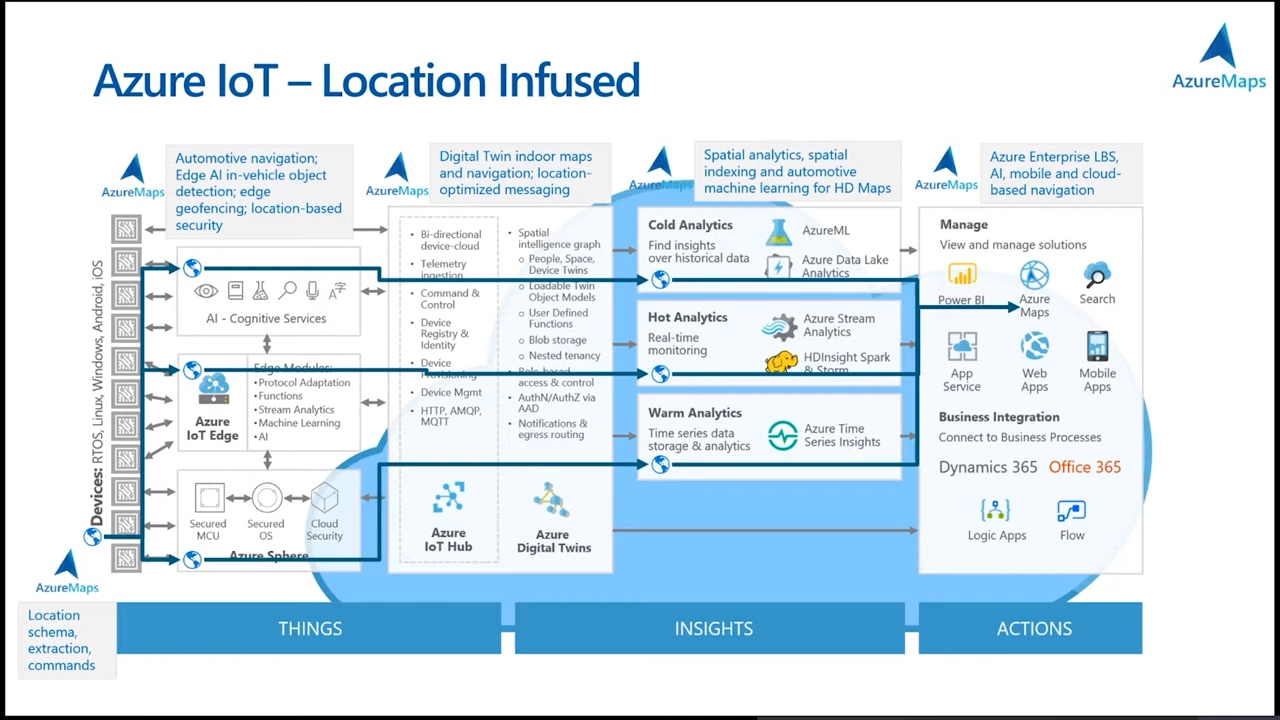 Azure IoT – Location Infused
AzureMaps
AzureMaps
Automotive navigation;
Edge AI in-vehicle object
detection; edge
geofencing; location-based
security
AzureMaps
Digital Twin indoor maps
and navigation; location-
optimized messaging
AzureMaps
Spatial analytics, spatial
indexing and automotive
machine learning for HD Maps
AzureMaps
Azure Enterprise LBS,
AI, mobile and cloud-
based navigation
Devices: RTOS, Linux, Windows, Android, iOS
AI – Cognitive Services
Azure
IoT Edge
Edge Modules:
•Protocol Adaptation
•Functions
•Stream Analytics
•Machine Learning
•AI
Secured
MCU
Secured
OS
Cloud
Security
Azure Sphere
• Bi-directional
device-cloud
• Telemetry
ingestion
• Command &
Control
• Device
Registry &
Identity
• Device
Provisioning
• Device Mgmt
• HTTP, AMQP,
MQTT
Azure
IoT Hub
• Spatial
intelligence graph
o People, Space,
Device Twins
o Loadable Twin
Object Models
o User Defined
Functions
o Blob storage
o Nested tenancy
• Role-based
access & control
• AuthN/AuthZ via
AAD
• Notifications &
egress routing
Azure
Digital Twins
Cold Analytics
Find insights
over historical data
AzureML
Azure Data Lake
Analytics
Hot Analytics
Real-time
monitoring
Azure Stream
Analytics
HDInsight Spark
& Storm
Warm Analytics
Time series data
storage & analytics
Azure Time
Series Insights
Manage
View and manage solutions
Power BI
Azure
Maps
Search
App
Service
Web
Apps
Mobile
Apps
Business Integration
Connect to Business Processes
Dynamics 365
Office 365
Logic Apps
Flow
AzureMaps
Location
schema,
extraction,
commands
THINGS
INSIGHTS
ACTIONS